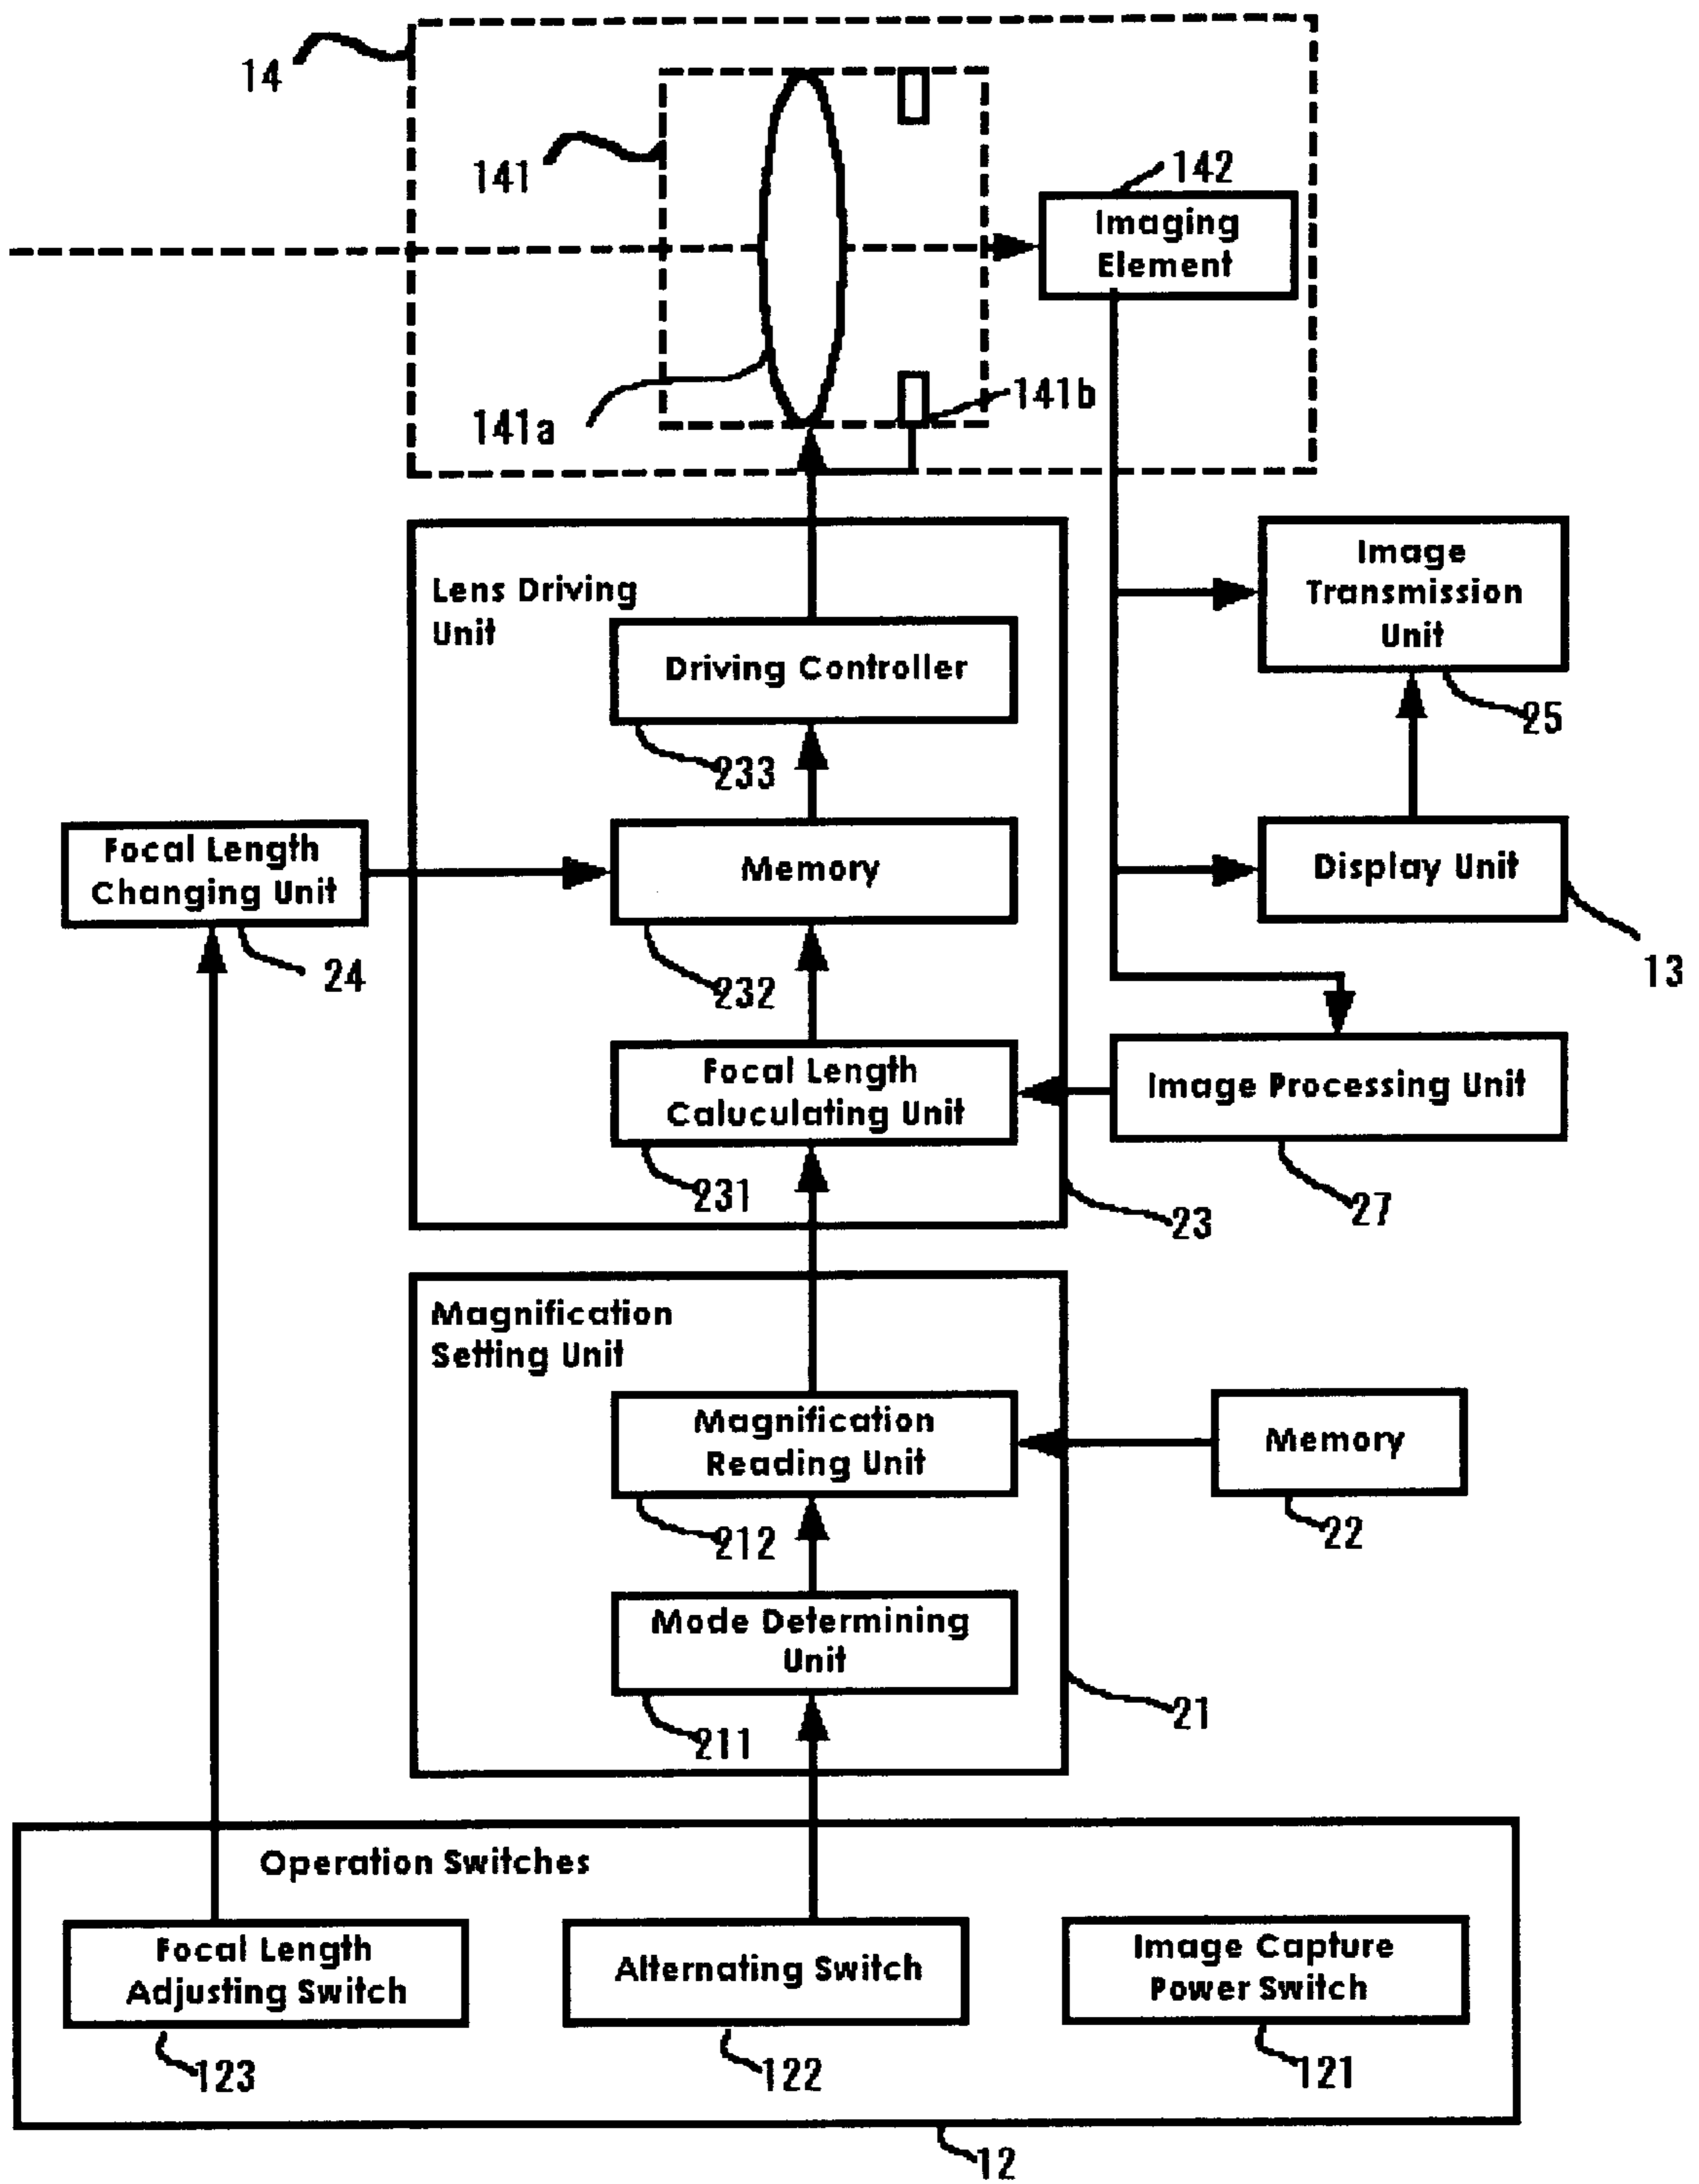 14
141
142
Imaging
Element
141a
141b
Lens Driving
Unit
Image
Transmission
Unit
Driving Controller
25
233
Focal Length
Changing Unit
Memory
Display Unit
24
232
13
Focal Length
Caluculating Unit
Image Processing Unit
231
23
27
Magnification
Setting Unit
Magnification
Reading Unit
Memory
212
22
Mode Determining
Unit
211
21
Operation Switches
Focal Length
Adjusting Switch
Alternating Switch
Image Capture
Power Switch
123
122
121
12